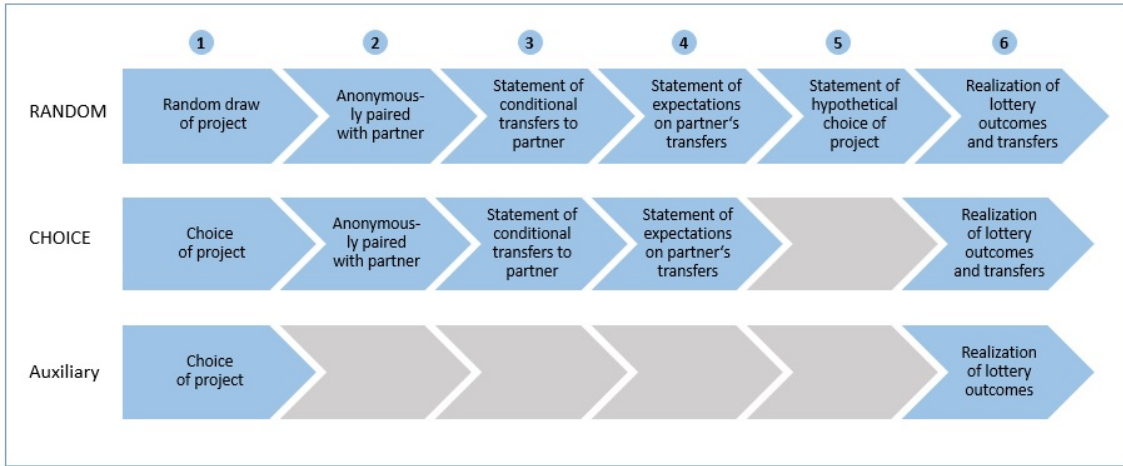 1 2 3 4 5 6
RANDOM
Random draw
of project
Anonymous-
ly paired
with partner
Statement of
conditional
transfers to
partner
Statement of
expectations
on partner‘s
transfers
Statement of
hypothetical
choice of
project
Realization of
lottery
outcomes
and transfers
CHOICE
Choice
of project
Anonymous-
ly paired
with partner
Statement of
conditional
transfers to
partner
Statement of
expectations
on partner's
transfers
Realization
of lottery
outcomes
and transfers
Auxiliary
Choice
of project
Realization
of lottery
outcomes